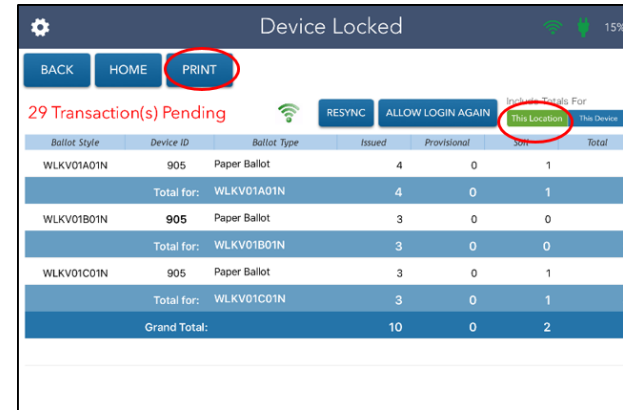 Device Locked 15%
BACK HOME PRINT
Include Totals For
29 Transaction(s) Pending RESYNC ALLOW LOGIN AGAIN This Location This Device
Ballot Style Device ID Ballot Type Issued Provisional Total
WLKV01A01N 905 Paper Ballot 4 0 1
Total for: WLKV01A01N 4 0 1
WLKV01B01N 905 Paper Ballot 3 0 0
Total for: WLKV01B01N 3 0 0
WLKV01C01N 905 Paper Ballot 3 0 1
Total for: WLKV01C01N 3 0 1
Grand Total: 10 0 2